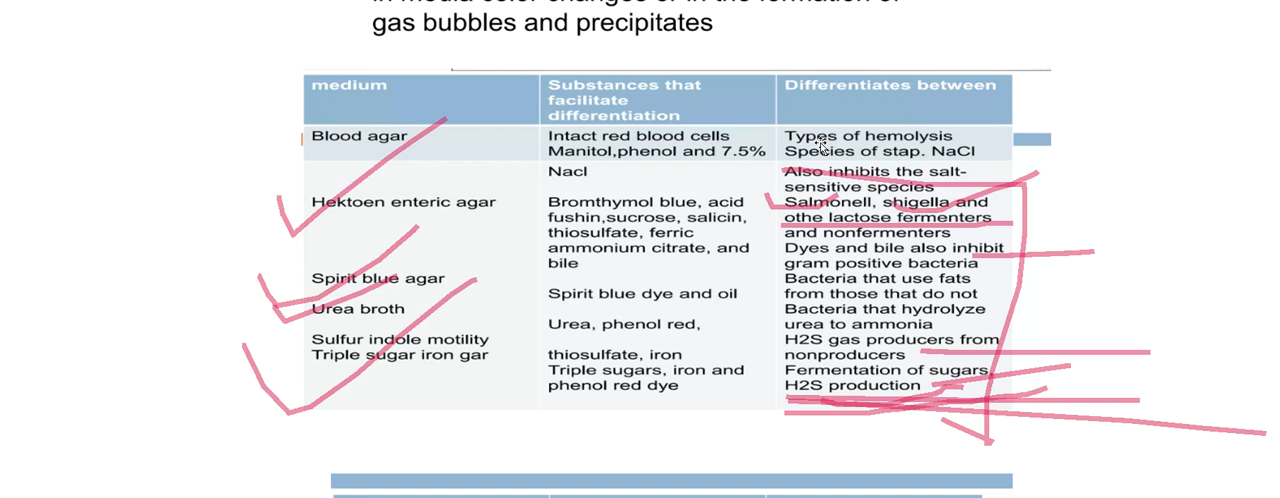 in media color changes or in the formation of
gas bubbles and precipitates
medium
Substances that
facilitate
differentiation
Differentiates between
Blood agar
Intact red blood cells
Manitol,phenol and 7.5%
Types of hemolysis
Species of stap. NaCl
Nacl
Also inhibits the salt-
sensitive species
Hektoen enteric agar
Bromthymol blue, acid
fushin,sucrose, salicin,
thiosulfate, ferric
ammonium citrate, and
bile
Salmonell, shigella and
othe lactose fermenters
and nonfermenters
Dyes and bile also inhibit
gram positive bacteria
Spirit blue agar
Spirit blue dye and oil
Bacteria that use fats
from those that do not
Urea broth
Urea, phenol red,
Bacteria that hydrolyze
urea to ammonia
Sulfur indole motility
thiosulfate, iron
H2S gas producers from
nonproducers
Triple sugar iron gar
Triple sugars, iron and
phenol red dye
Fermentation of sugars,
H2S production